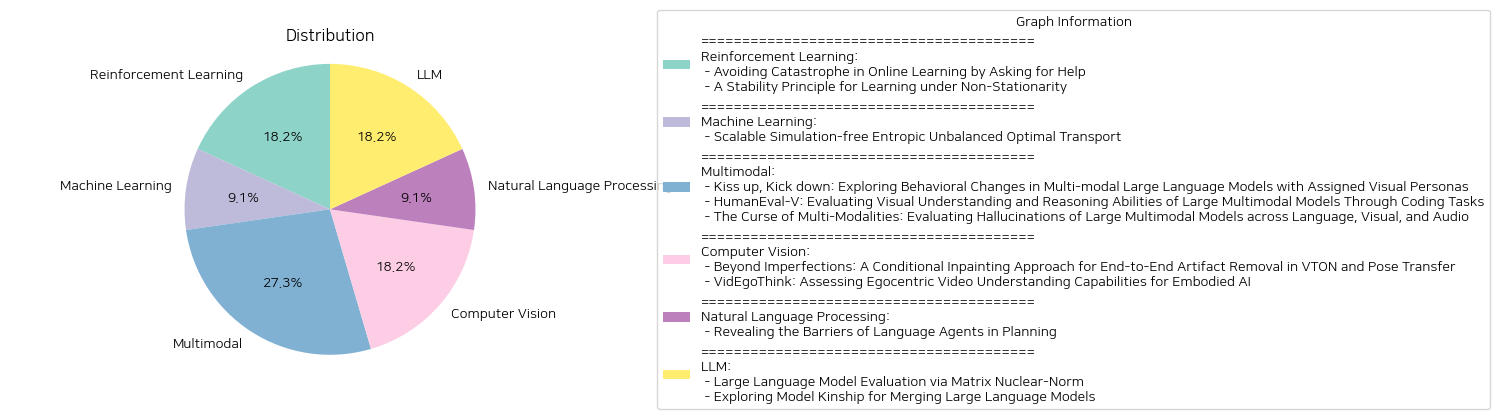 Distribution
Reinforcement Learning
LLM
18.2%
18.2%
Machine Learning
9.1%
9.1%
Natural Language Processing
18.2%
27.3%
Computer Vision
Multimodal
Graph Information
========================================
Reinforcement Learning:
- Avoiding Catastrophe in Online Learning by Asking for Help
- A Stability Principle for Learning under Non-Stationarity
========================================
Machine Learning:
- Scalable Simulation-free Entropic Unbalanced Optimal Transport
========================================
Multimodal:
- Kiss up, Kick down: Exploring Behavioral Changes in Multi-modal Large Language Models with Assigned Visual Personas
- HumanEval-V: Evaluating Visual Understanding and Reasoning Abilities of Large Multimodal Models Through Coding Tasks
- The Curse of Multi-Modalities: Evaluating Hallucinations of Large Multimodal Models across Language, Visual, and Audio
========================================
Computer Vision:
- Beyond Imperfections: A Conditional Inpainting Approach for End-to-End Artifact Removal in VTON and Pose Transfer
- VidEgoThink: Assessing Egocentric Video Understanding Capabilities for Embodied AI
========================================
Natural Language Processing:
- Revealing the Barriers of Language Agents in Planning
========================================
LLM:
- Large Language Model Evaluation via Matrix Nuclear-Norm
- Exploring Model Kinship for Merging Large Language Models